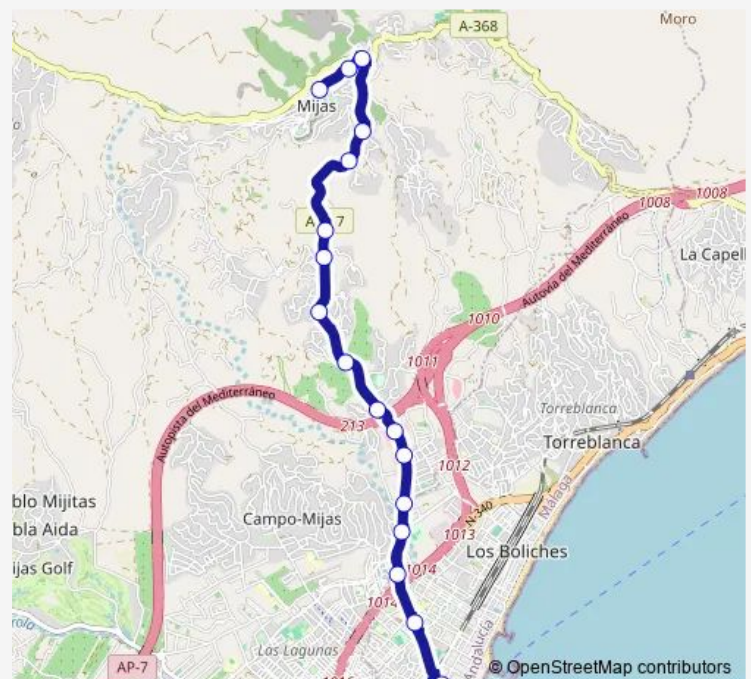 Moro
A-368
Mijas
1008
1008
Autovía del Mediterráneo
La Capell
1010
1011
Autopista del Mediterráneo
213
Torreblanca
Torreblanca
1012
Málaga
N-340
blo Mijitas
bla Aida
Campo-Mijas
1013
Los Boliches
ijas Golf
1014
1014
Las Lagunas
Andalucía
AP-7
1016
© OpenStreetMap contributors